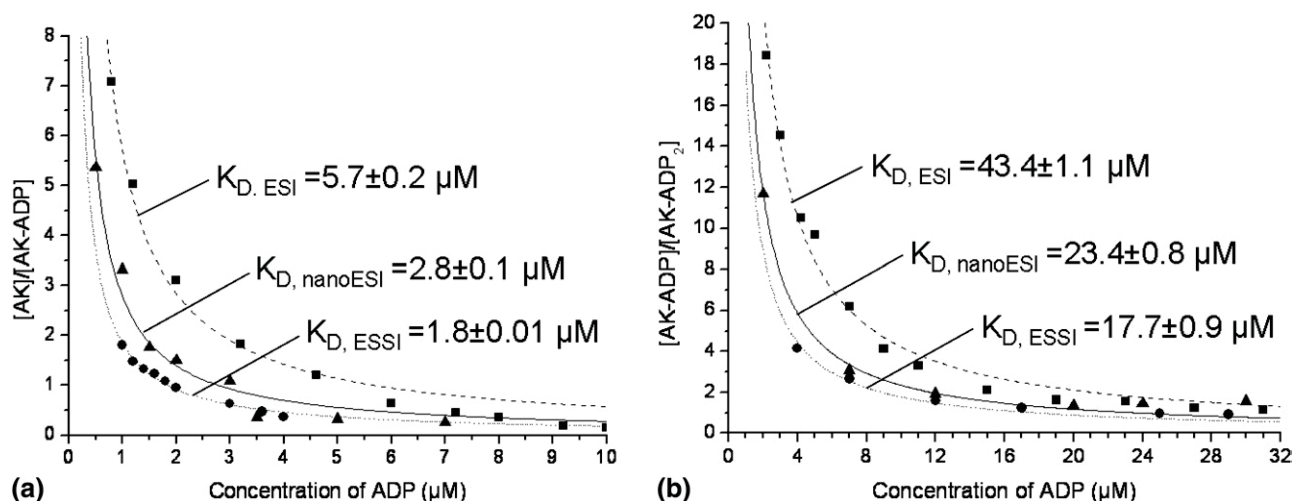 8
7
6
5
4
3
2
1
0
[AK]/[AK-ADP]
K_D. ESI =5.7±0.2 µM
K_D, nanoESI =2.8±0.1 µM
K_D, ESSI =1.8±0.01 µM
0 1 2 3 4 5 6 7 8 9 10
(a) Concentration of ADP (µM)
20
18
16
14
12
10
8
6
4
2
0
[AK-ADP]/[AK-ADP₂]
K_D, ESI =43.4±1.1 µM
K_D, nanoESI =23.4±0.8 µM
K_D, ESSI =17.7±0.9 µM
0 4 8 12 16 20 24 28 32
(b) Concentration of ADP (µM)